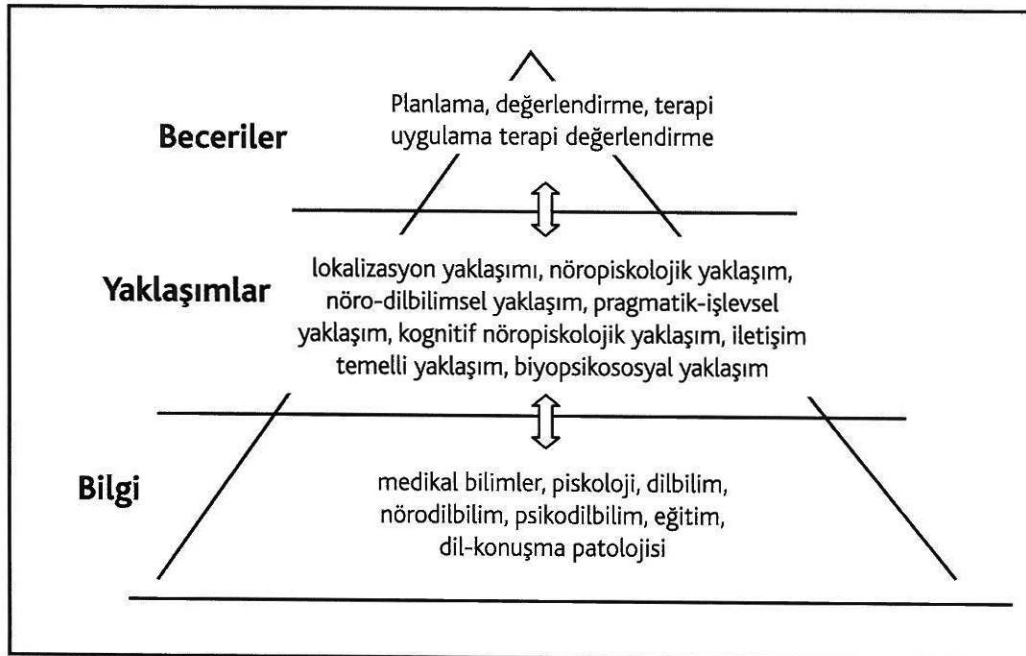 Beceriler
Planlama, değerlendirme, terapi
uygulama terapi değerlendirme
Yaklaşımlar
lokalizasyon yaklaşımı, nöropiskolojik yaklaşım,
nöro-dilbilimsel yaklaşım, pragmatik-işlevsel
yaklaşım, kognitif nöropiskolojik yaklaşım, iletişim
temelli yaklaşım, biyopsikososyal yaklaşım
Bilgi
medikal bilimler, piskoloji, dilbilim,
nörodilbilim, psikodilbilim, eğitim,
dil-konuşma patolojisi